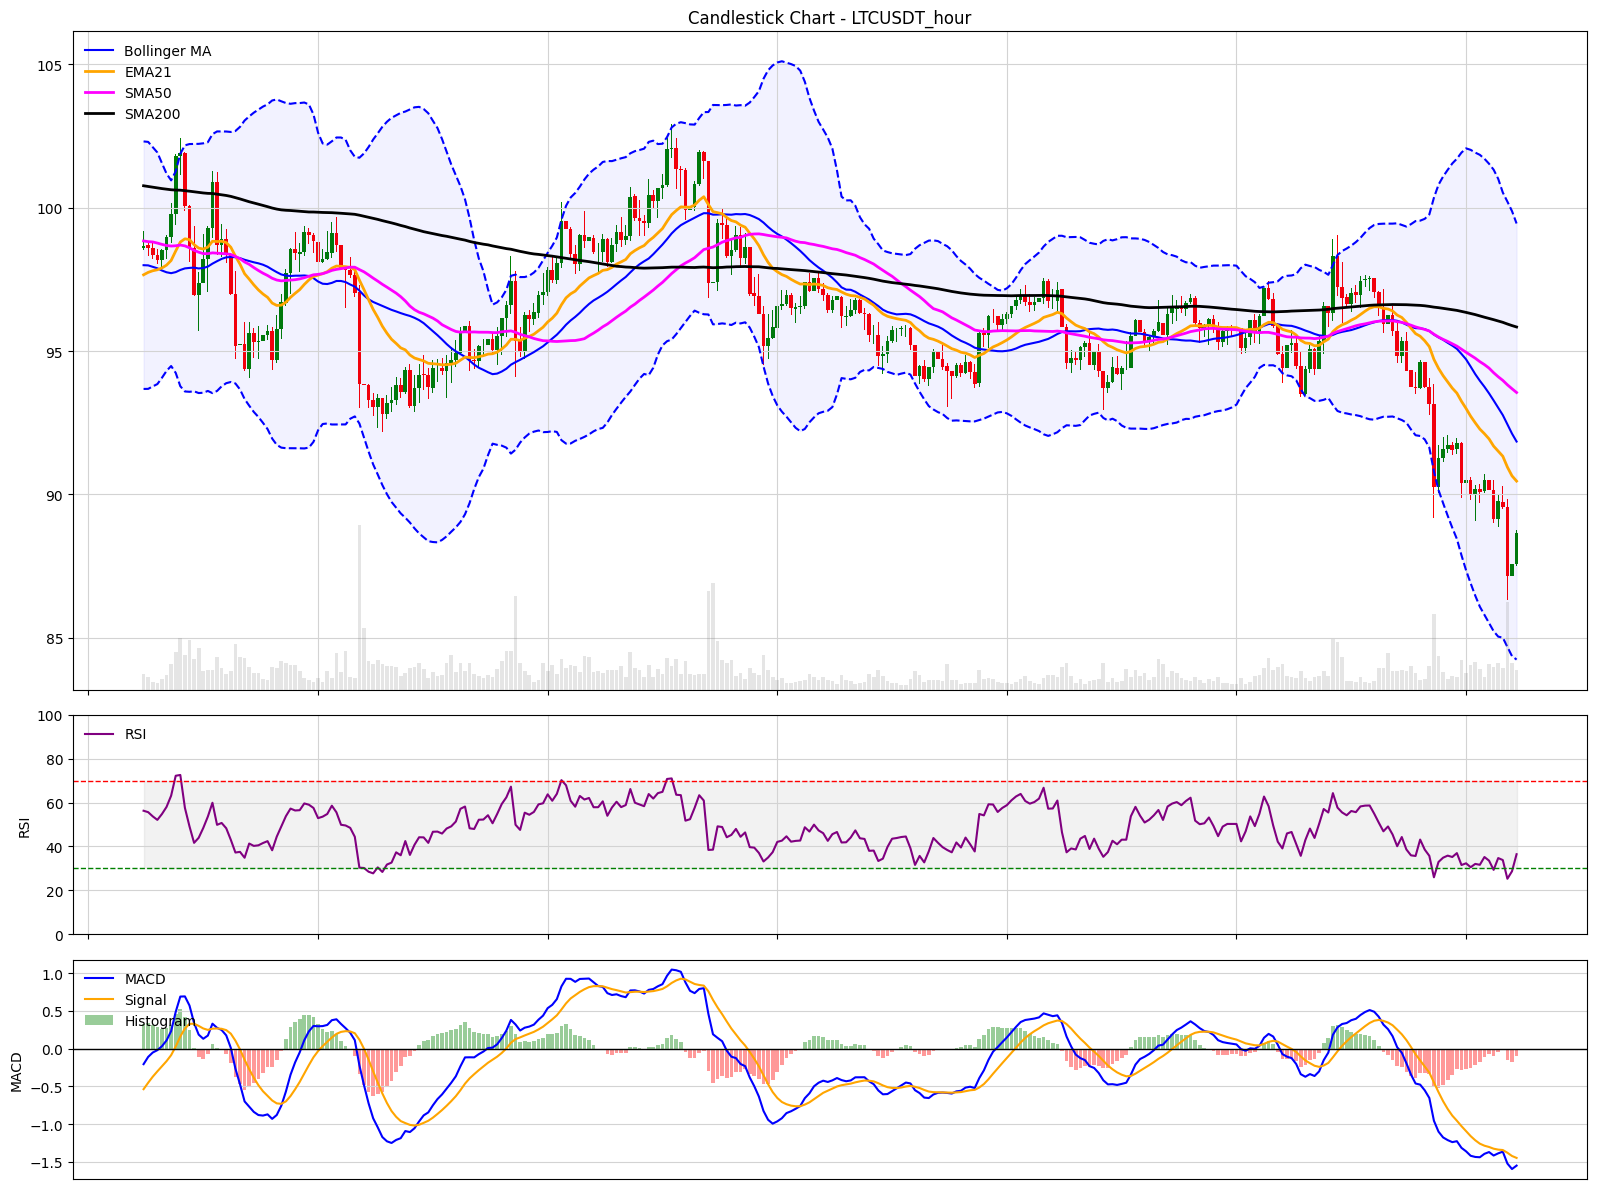 Candlestick Chart - LTCUSDT_hour
Bollinger MA
EMA21
SMA50
SMA200
105
100
95
90
85
RSI
100
80
60
40
20
0
RSI
MACD
Signal
Histogram
1.0
0.5
0.0
−0.5
−1.0
−1.5
MACD